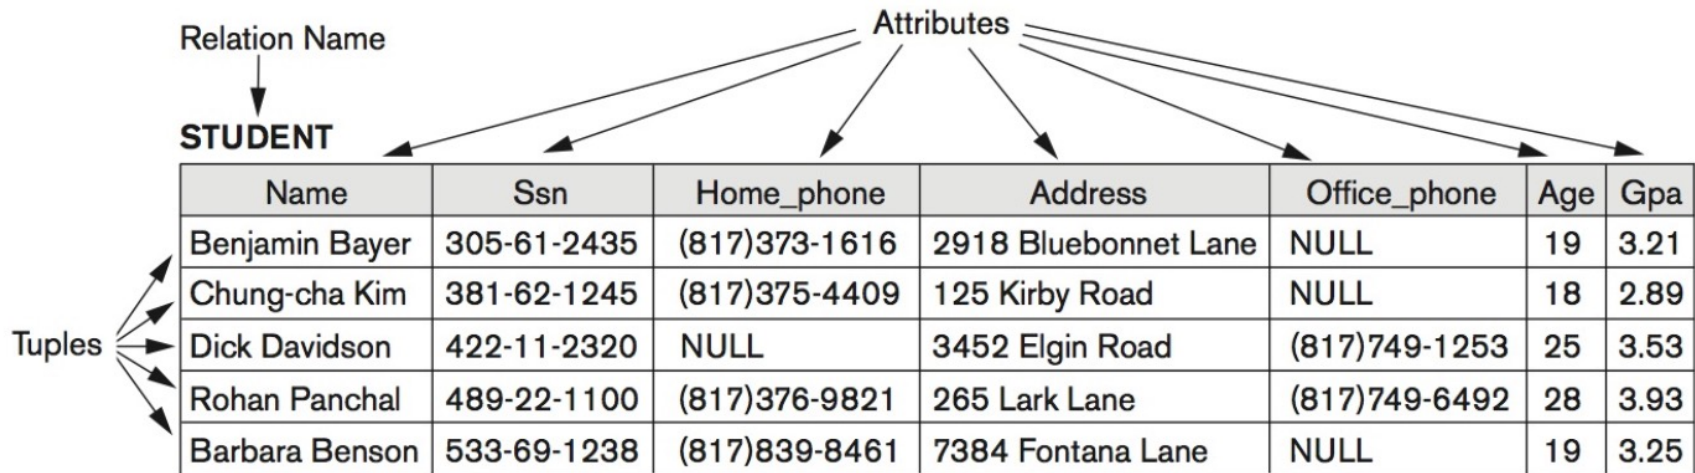 Attributes
Relation Name
STUDENT
Name Ssn Home_phone Address Office_phone Age Gpa
Benjamin Bayer 305-61-2435 (817)373-1616 2918 Bluebonnet Lane NULL 19 3.21
Chung-cha Kim 381-62-1245 (817)375-4409 125 Kirby Road NULL 18 2.89
Tuples
Dick Davidson 422-11-2320 NULL 3452 Elgin Road (817)749-1253 25 3.53
Rohan Panchal 489-22-1100 (817)376-9821 265 Lark Lane (817)749-6492 28 3.93
Barbara Benson 533-69-1238 (817)839-8461 7384 Fontana Lane NULL 19 3.25